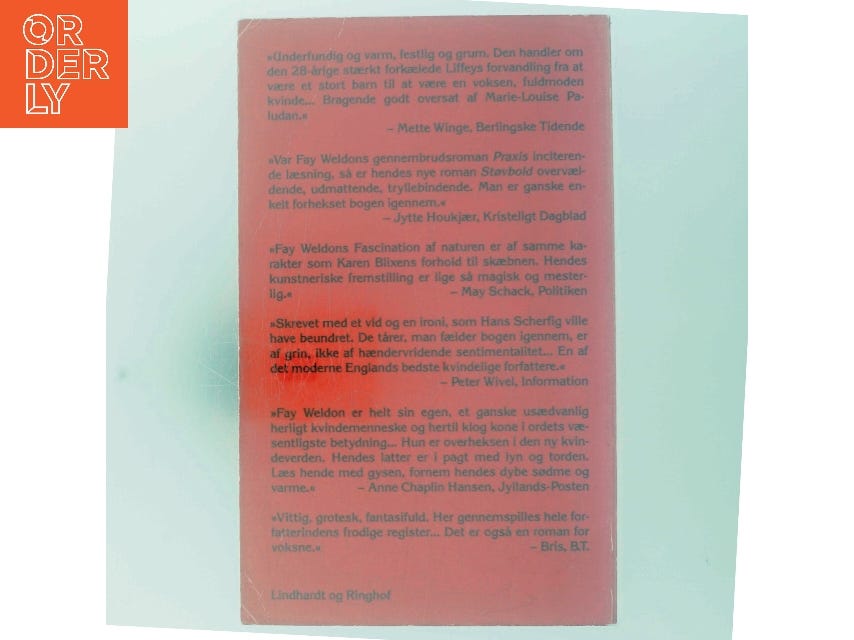 ORDERLY
»Underfundig og varm, festlig og grum. Den handler om
den 28-årige stærkt forkælede Liffeys forvandling fra at
være et stort barn til at være en voksen, fuldmoden
kvinde... Bragende godt oversat af Marie-Louise Pa-
ludan.«
– Mette Winge, Berlingske Tidende
»Var Fay Weldons gennembrudsroman Praxis inciteren-
de læsning, så er hendes nye roman Støvbold overvæl-
dende, udmattende, tryllebindende. Man er ganske en-
kelt forhekset bogen igennem.«
– Jytte Houkjær, Kristeligt Dagblad
»Fay Weldons Fascination af naturen er af samme ka-
rakter som Karen Blixens forhold til skæbnen. Hendes
kunstneriske fremstilling er lige så magisk og mester-
lig.« – May Schack, Politiken
»Skrevet med et vid og en ironi, som Hans Scherfig ville
have beundret. De tårer, man fælder bogen igennem, er
af grin, ikke af hændervridende sentimentalitet... En af
det moderne Englands bedste kvindelige forfattere.«
– Peter Wivel, Information
»Fay Weldon er helt sin egen, et ganske usædvanlig
herligt kvindemenneske og hertil klog kone i ordets væ-
sentligste betydning... Hun er overheksen i den ny kvin-
deverden. Hendes latter er i pagt med lyn og torden.
Læs hende med gysen, fornem hendes dybe sødme og
varme.« – Anne Chaplin Hansen, Jyllands-Posten
»Vittig, grotesk, fantasifuld. Her gennemspilles hele for-
fatterindens frodige register... Det er også en roman for
voksne.« – Bris, B.T.
Lindhardt og Ringhof